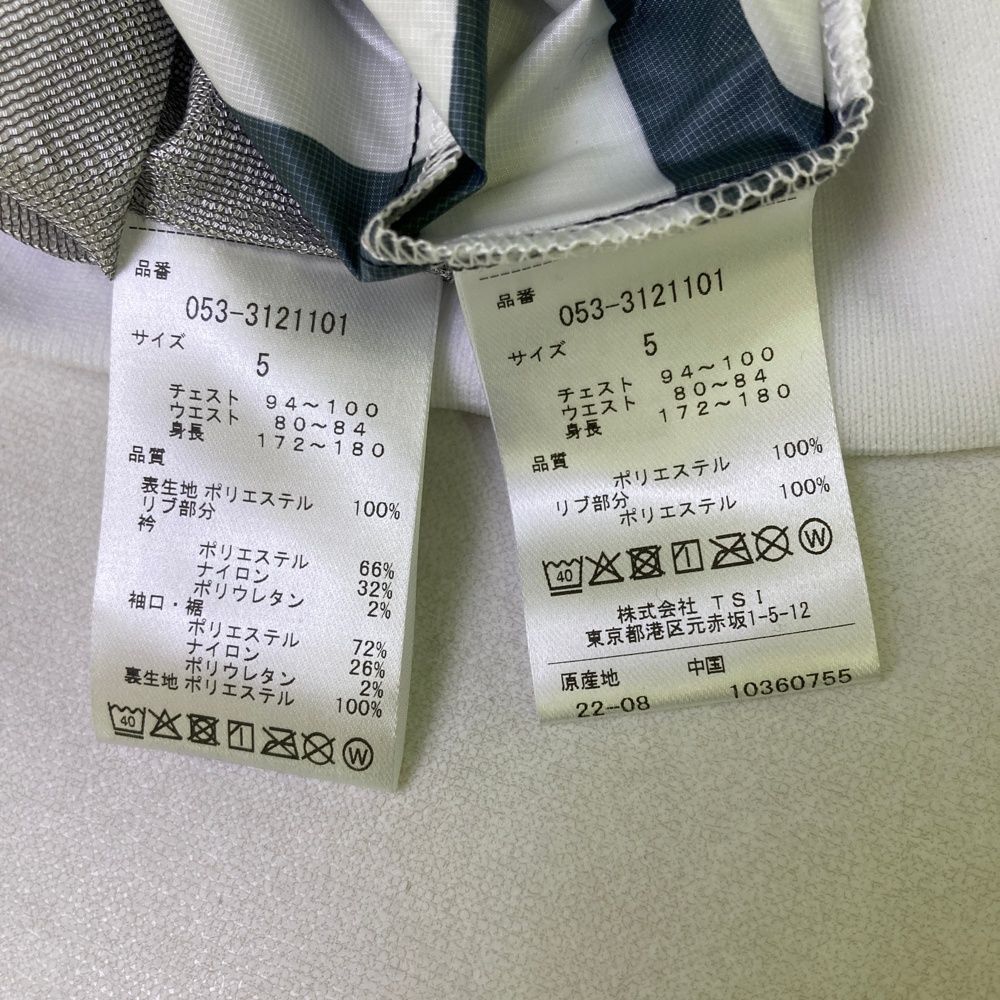 品番
053-3121101
サイズ
5
チェスト 94～100
ウエスト 80～84
身長 172～180
品質
表生地 ポリエステル 100%
リブ部分
衿
ポリエステル 66%
ナイロン 32%
ポリウレタン 2%
袖口・裾
ポリエステル 72%
ナイロン 26%
ポリウレタン 2%
裏生地 ポリエステル 100%
40
W
品番
053-3121101
サイズ
5
チェスト 94～100
ウエスト 80～84
身長 172～180
品質
ポリエステル 100%
リブ部分
ポリエステル 100%
40
W
株式会社 TSI
東京都港区元赤坂1-5-12
原産地 中国
22-08 10360755